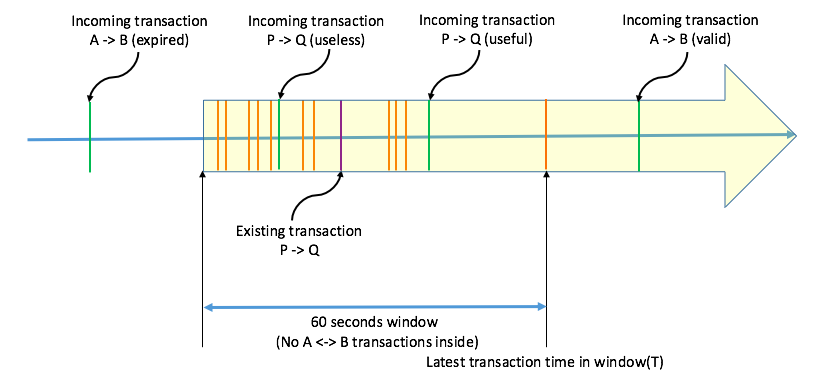 Incoming transaction
A -> B (expired)
Incoming transaction
P -> Q (useless)
Incoming transaction
P -> Q (useful)
Incoming transaction
A -> B (valid)
Existing transaction
P -> Q
60 seconds window
(No A <-> B transactions inside)
Latest transaction time in window(T)